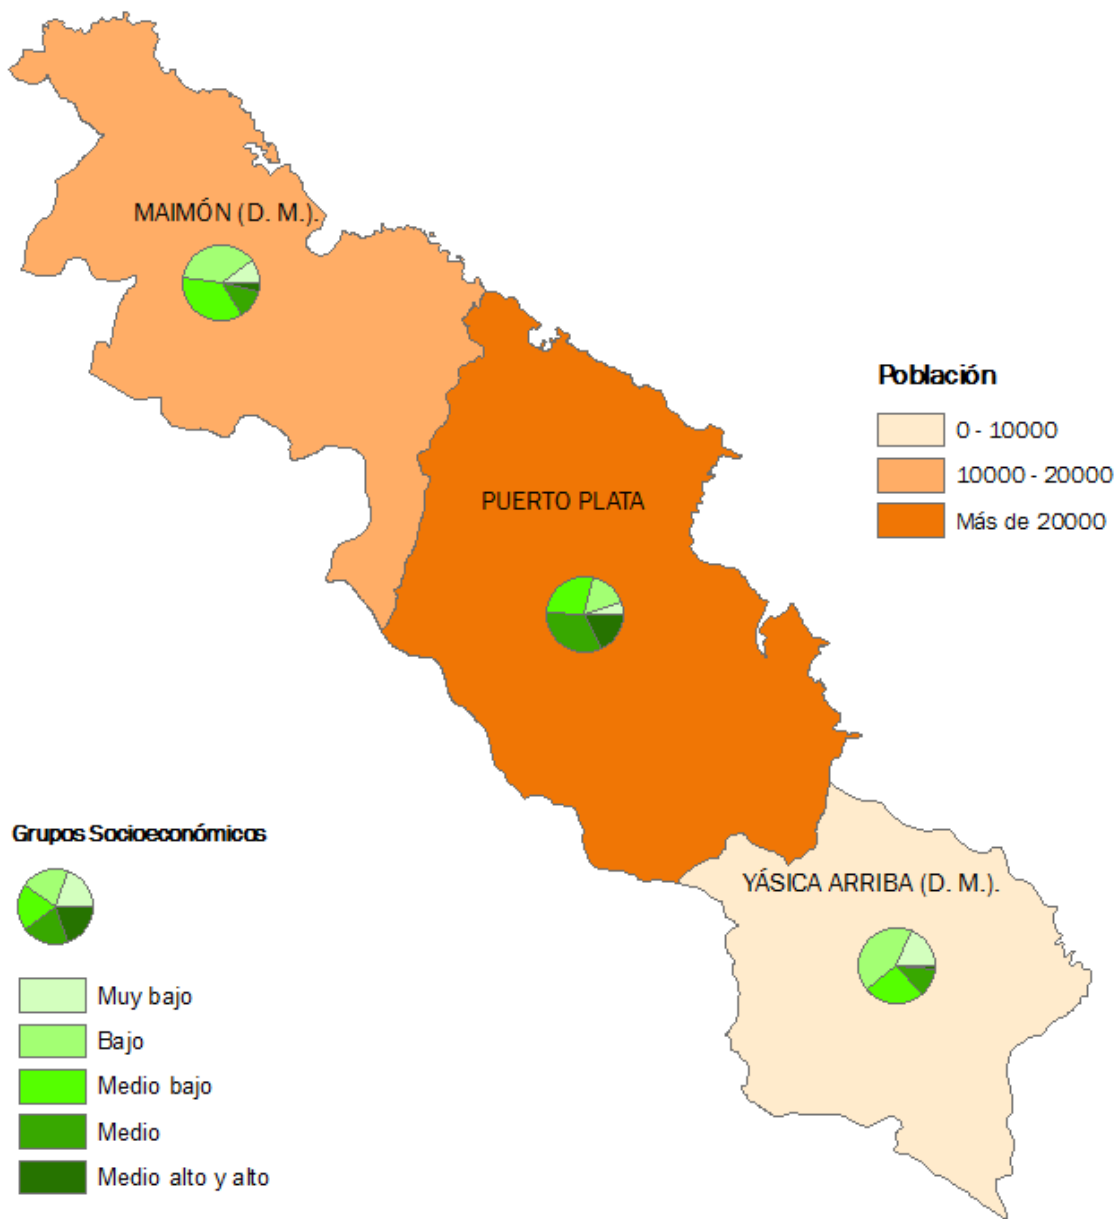 MAIMÓN (D. M.).
Población
0 - 10000
10000 - 20000
Más de 20000
PUERTO PLATA
Grupos Socioeconómicos
YÁSICA ARRIBA (D. M.).
Muy bajo
Bajo
Medio bajo
Medio
Medio alto y alto